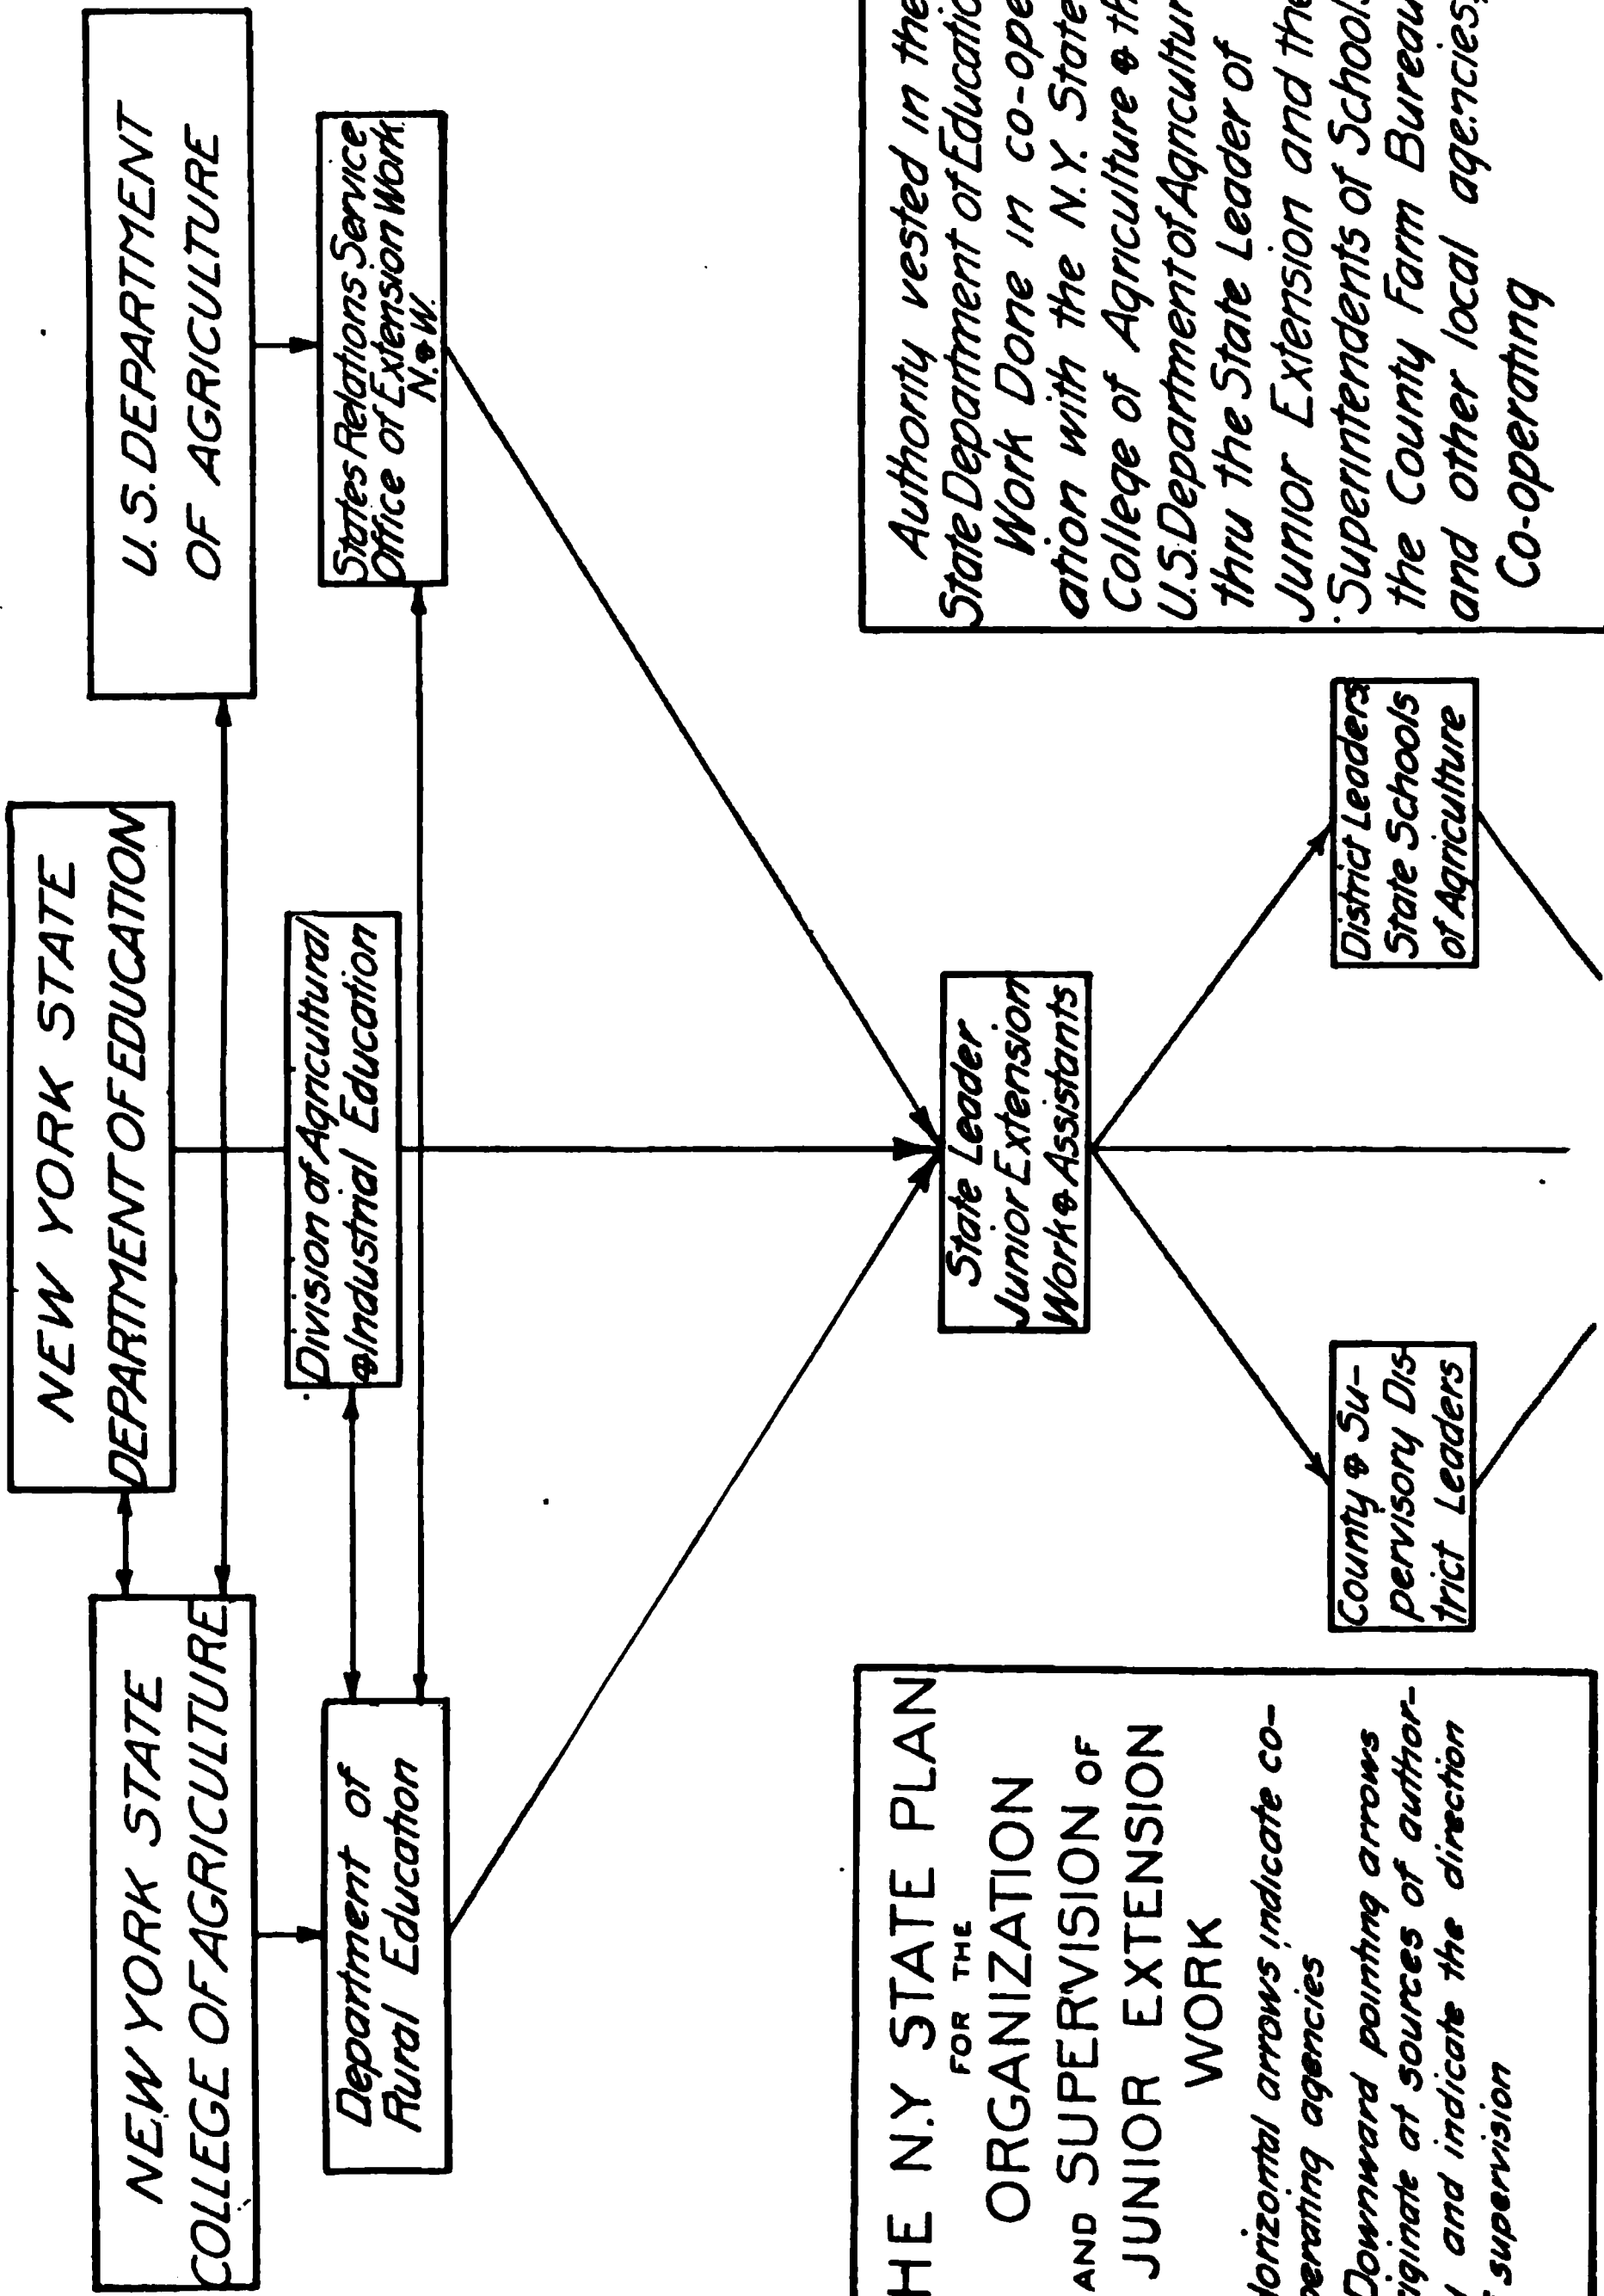 NEW YORK STATE
DEPARTMENT OF EDUCATION
NEW YORK STATE
COLLEGE OF AGRICULTURE
U.S. DEPARTMENT
OF AGRICULTURE
Division of Agricultural
& Industrial Education
Department of
Rural Education
States Relations Service
Office of Extension Work
N. & W.
State Leader
Junior Extension
Work & Assistants
County & Su-
pervisory Dis-
trict Leaders
District Leaders
State Schools
of Agriculture
HE N.Y STATE PLAN
FOR THE
ORGANIZATION
AND SUPERVISION OF
JUNIOR EXTENSION
WORK
orizontal arrows indicate co-
perating agencies
Downward pointing arrows
iginate at sources of author-
y and indicate the direction
supervision
Authority vested in the
State Department of Educatio
Work Done in co-ope
ation with the N.Y. State
College of Agriculture & th
U.S. Department of Agricultur
thru the State Leader of
Junior Extension and the
Superintendents of Schools
the County Farm Bureau
and other local agencies,
Co-operating